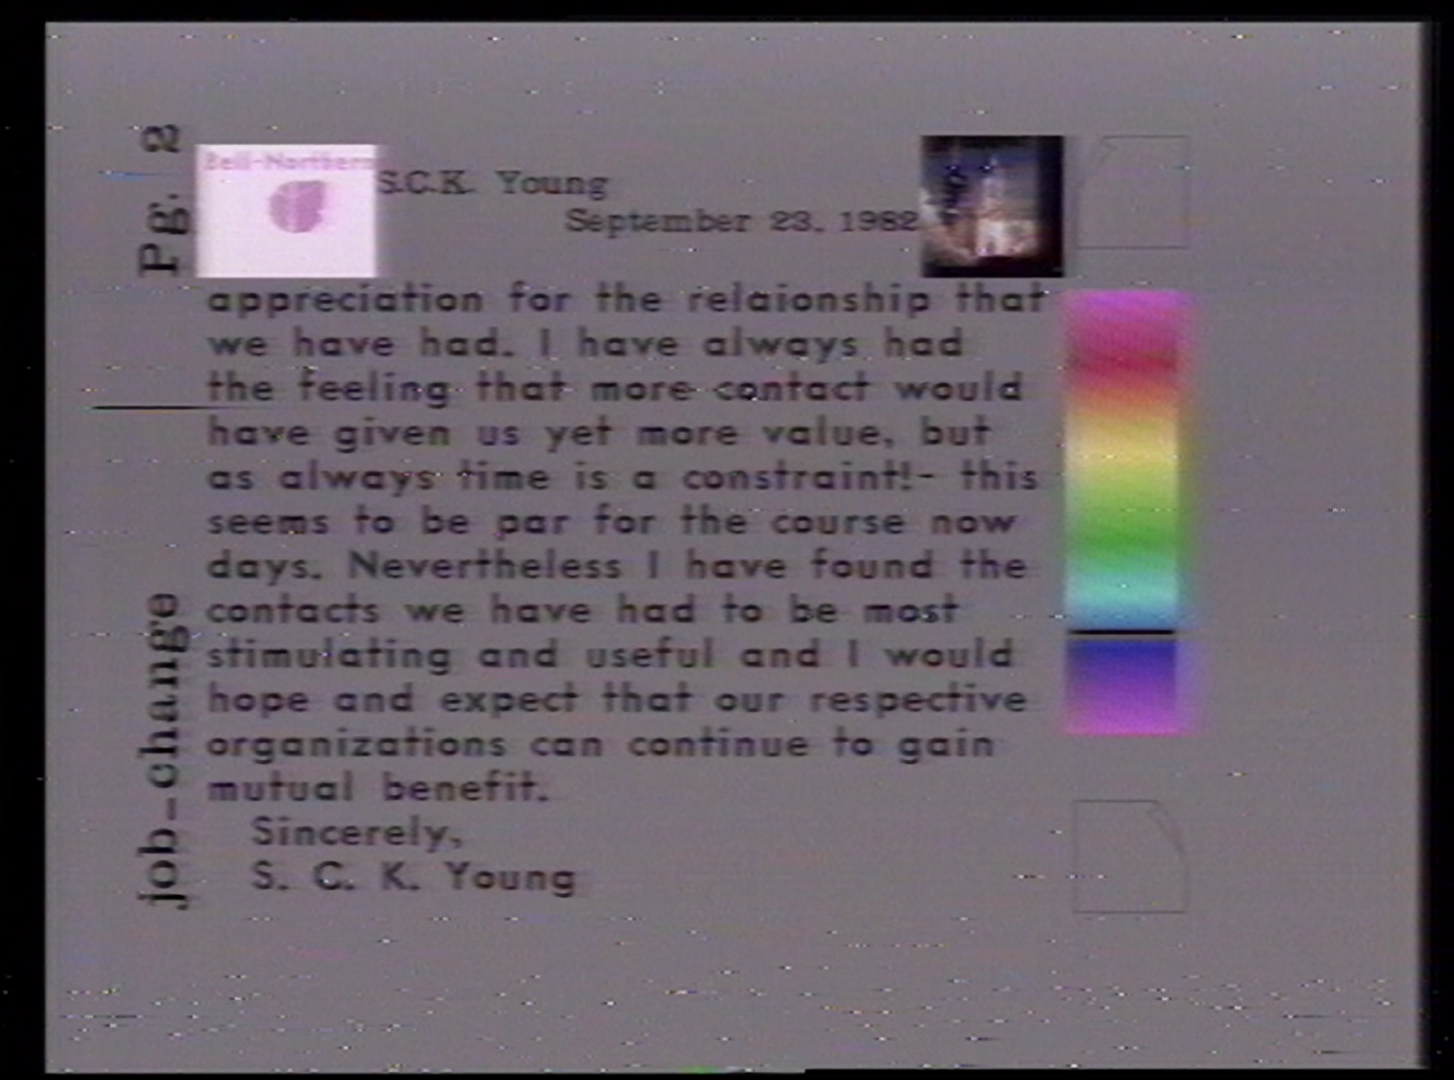 Pg. 2
Bell-Northern
S.C.K. Young
September 23, 1982
appreciation for the relaionship that
we have had. I have always had
the feeling that more contact would
have given us yet more value, but
as always time is a constraint!- this
seems to be par for the course now
days. Nevertheless I have found the
contacts we have had to be most
stimulating and useful and I would
hope and expect that our respective
organizations can continue to gain
mutual benefit.
Sincerely,
S. C. K. Young
job-change